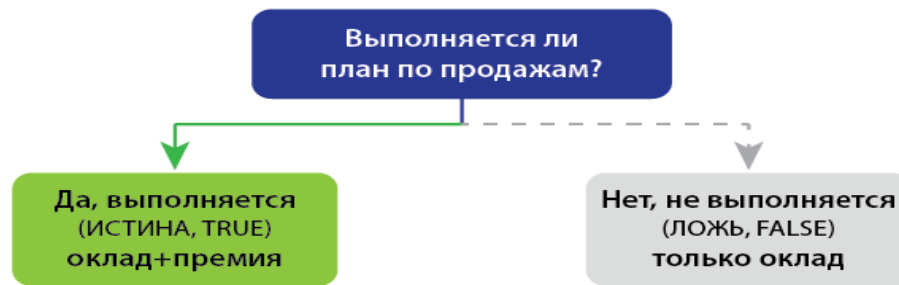 Выполняется ли
план по продажам?
Да, выполняется
(ИСТИНА, TRUE)
оклад+премия
Нет, не выполняется
(ЛОЖЬ, FALSE)
только оклад